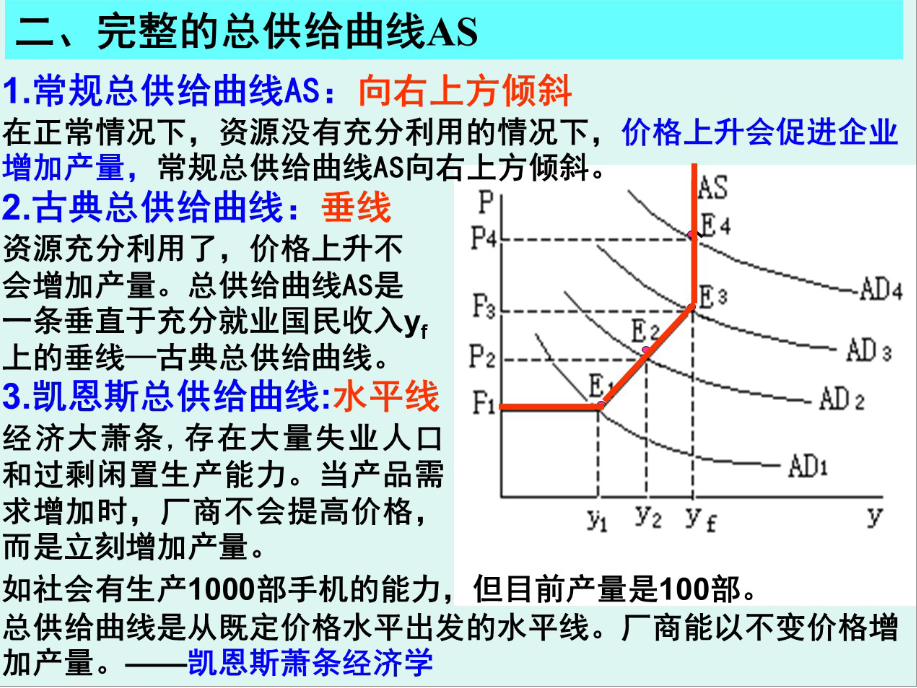 二、完整的总供给曲线AS
1.常规总供给曲线AS：向右上方倾斜
在正常情况下，资源没有充分利用的情况下，价格上升会促进企业
增加产量，常规总供给曲线AS向右上方倾斜。
2.古典总供给曲线：垂线
资源充分利用了，价格上升不
会增加产量。总供给曲线AS是
一条垂直于充分就业国民收入yf
上的垂线—古典总供给曲线。
3.凯恩斯总供给曲线:水平线
经济大萧条,存在大量失业人口
和过剩闲置生产能力。当产品需
求增加时，厂商不会提高价格，
而是立刻增加产量。
P
AS
P4
E4
AD4
P3
E3
E2
AD3
P2
E1
AD2
P1
AD1
y1 y2 yf y
如社会有生产1000部手机的能力，但目前产量是100部。
总供给曲线是从既定价格水平出发的水平线。厂商能以不变价格增
加产量。——凯恩斯萧条经济学